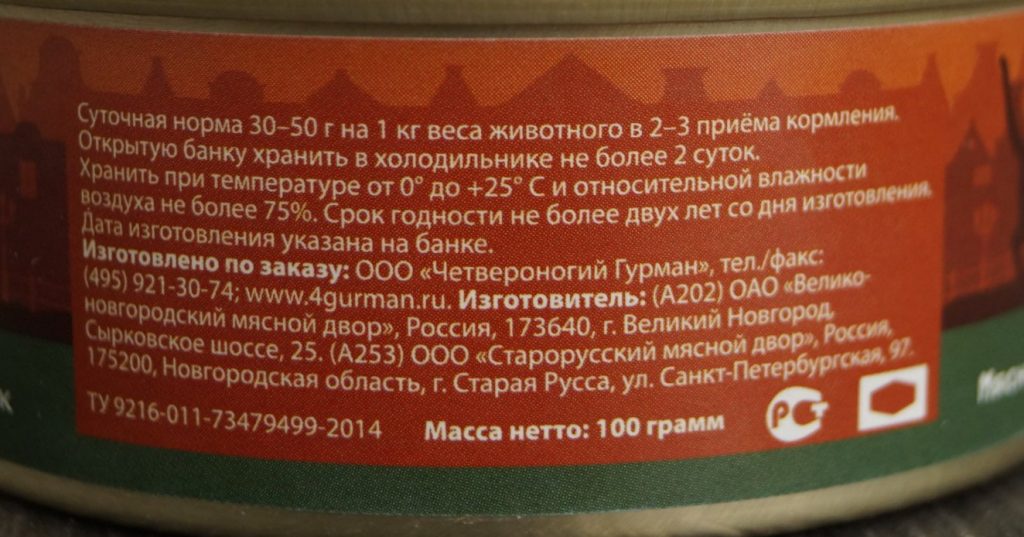 Суточная норма 30–50 г на 1 кг веса животного в 2–3 приёма кормления.
Открытую банку хранить в холодильнике не более 2 суток.
Хранить при температуре от 0° до +25° С и относительной влажности
воздуха не более 75%. Срок годности не более двух лет со дня изготовления.
Дата изготовления указана на банке.
Изготовлено по заказу: ООО «Четвероногий Гурман», тел./факс:
(495) 921-30-74; www.4gurman.ru. Изготовитель: (А202) ОАО «Велико-
новгородский мясной двор», Россия, 173640, г. Великий Новгород,
Сырковское шоссе, 25. (А253) ООО «Старорусский мясной двор», Россия,
175200, Новгородская область, г. Старая Русса, ул. Санкт-Петербургская, 97.
ТУ 9216-011-73479499-2014 Масса нетто: 100 грамм РСТ